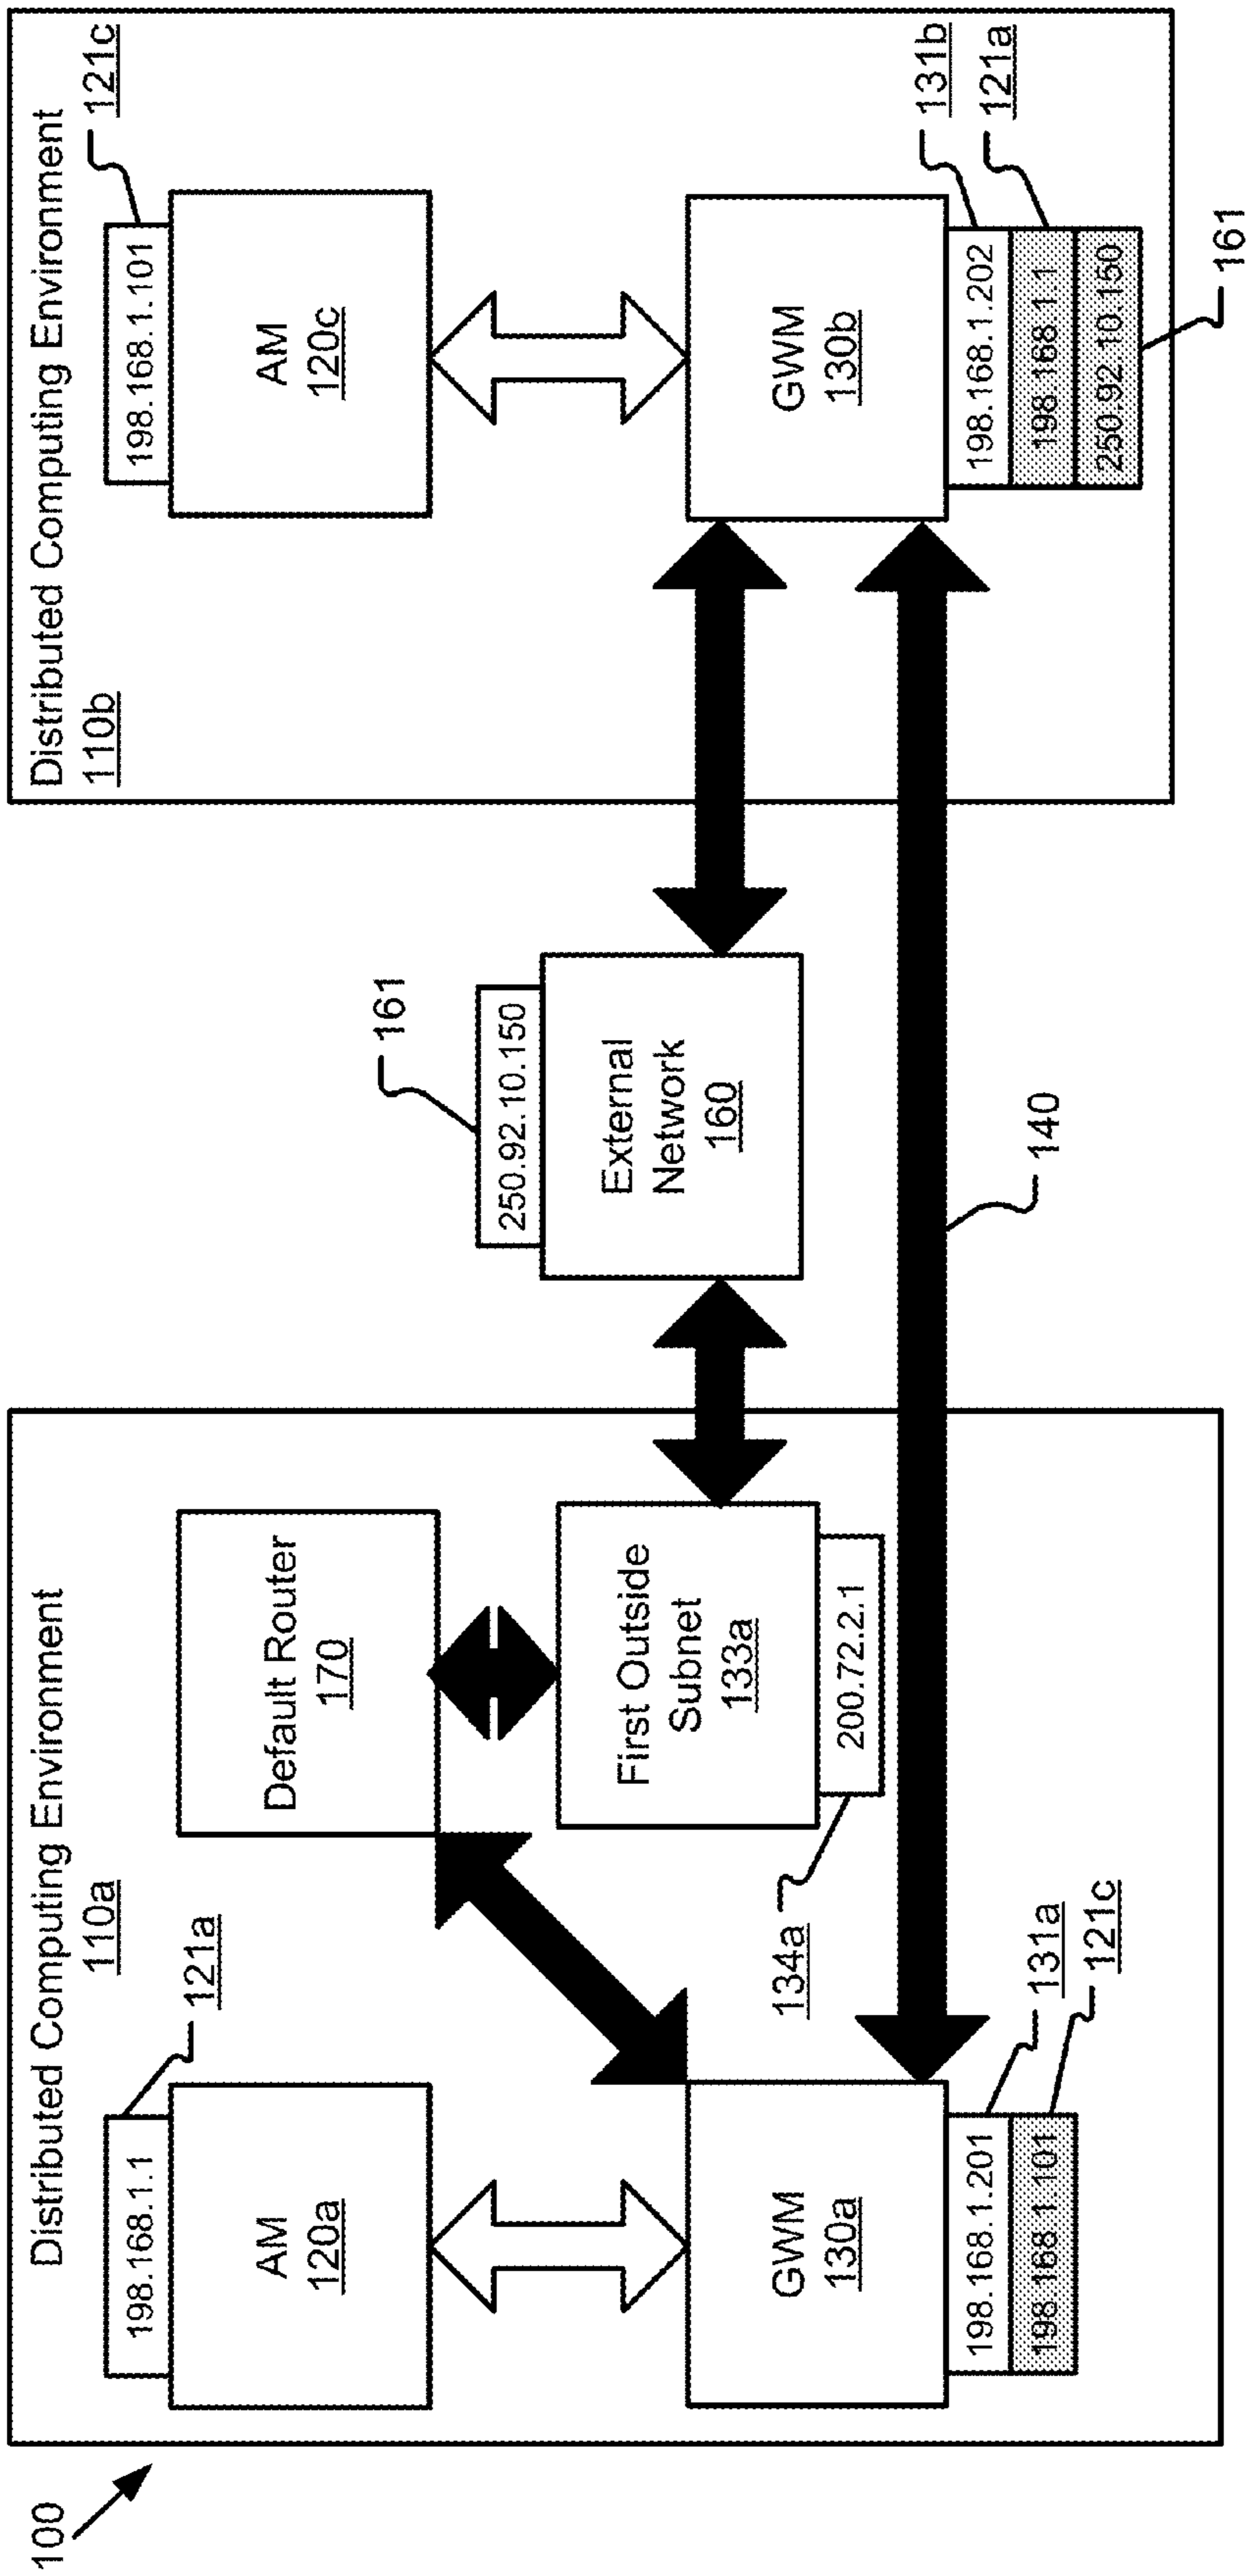 100
Distributed Computing Environment
110a
121a
198.168.1.1
AM
120a
GWM
130a
198.168.1.201
198.168.1.101
131a
121c
Default Router
170
First Outside
Subnet
133a
200.72.2.1
134a
161
250.92.10.150
External
Network
160
140
Distributed Computing Environment
110b
121c
198.168.1.101
AM
120c
GWM
130b
198.168.1.202
198.168.1.1
250.92.10.150
131b
121a
161